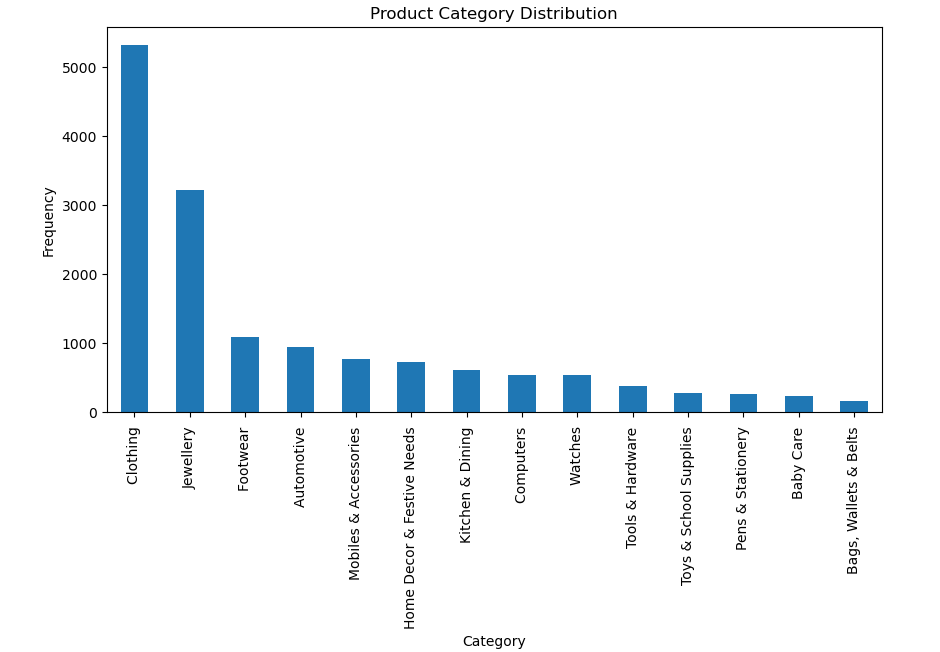 Product Category Distribution
Frequency
5000
4000
3000
2000
1000
0
Clothing
Jewellery
Footwear
Automotive
Mobiles & Accessories
Home Decor & Festive Needs
Kitchen & Dining
Computers
Watches
Tools & Hardware
Toys & School Supplies
Pens & Stationery
Baby Care
Bags, Wallets & Belts
Category